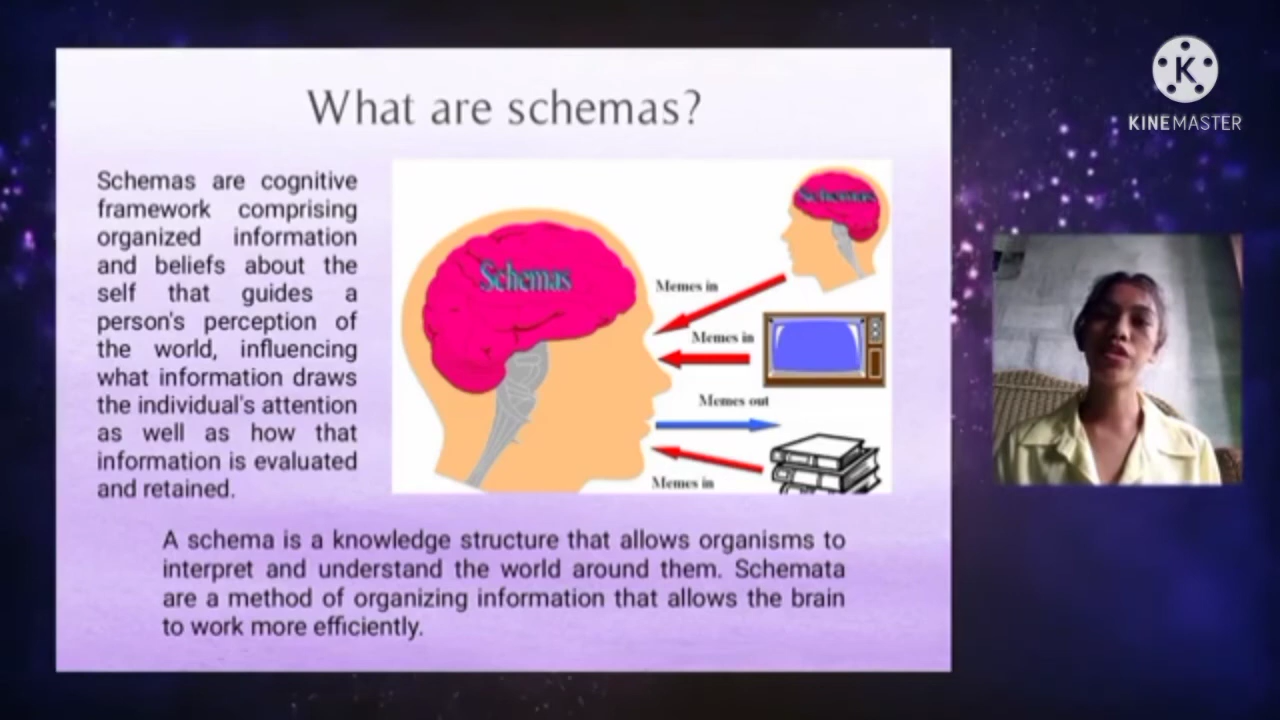 What are schemas?
Schemas are cognitive
framework comprising
organized information
and beliefs about the
self that guides a
person's perception of
the world, influencing
what information draws
the individual's attention
as well as how that
information is evaluated
and retained.
Schemas
Schemas
Memes in
Memes in
Memes out
Memes in
A schema is a knowledge structure that allows organisms to
interpret and understand the world around them. Schemata
are a method of organizing information that allows the brain
to work more efficiently.
K
KINEMASTER